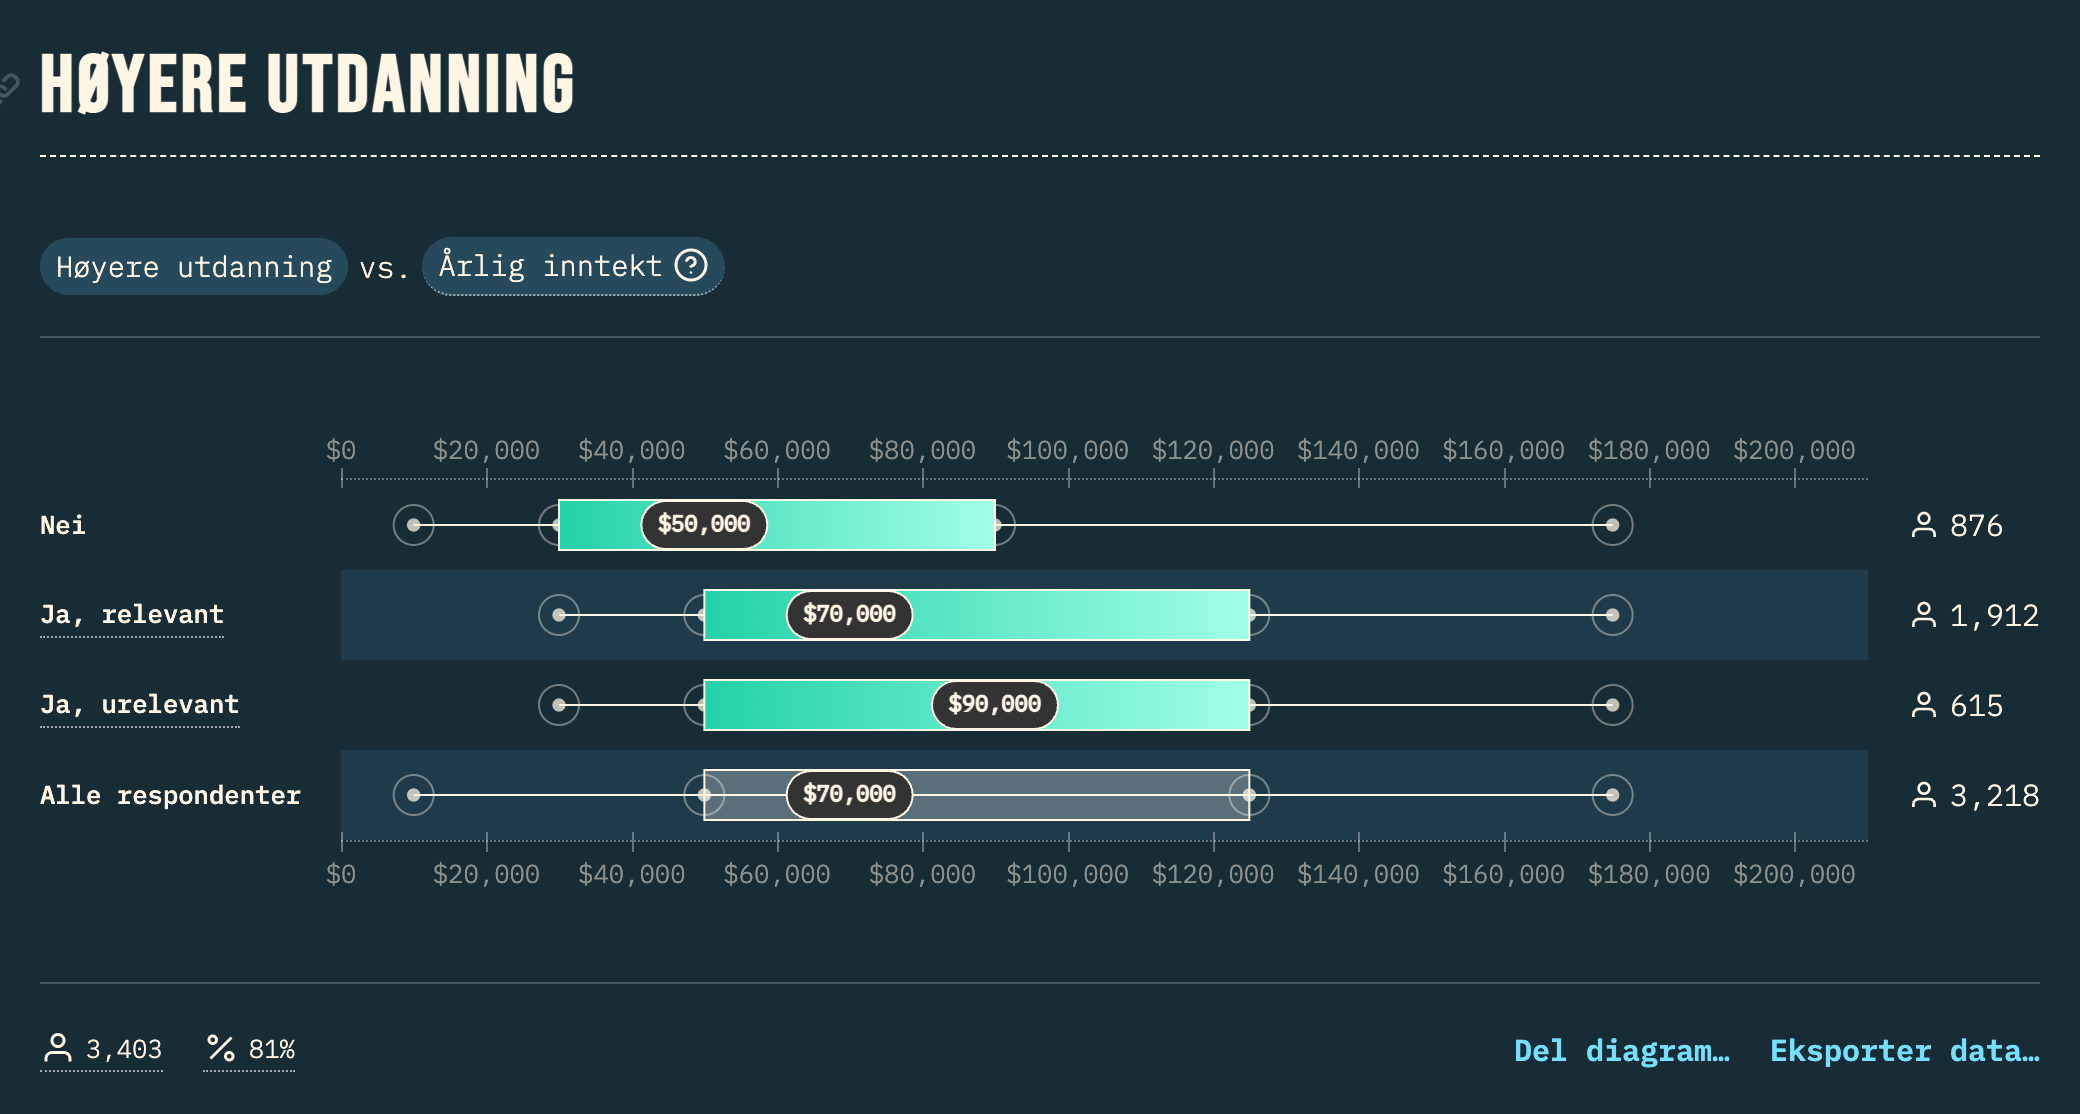 HØYERE UTDANNING
Høyere utdanning vs. Årlig inntekt ?
$0 $20,000 $40,000 $60,000 $80,000 $100,000 $120,000 $140,000 $160,000 $180,000 $200,000
Nei $50,000 876
Ja, relevant $70,000 1,912
Ja, urelevant $90,000 615
Alle respondenter $70,000 3,218
$0 $20,000 $40,000 $60,000 $80,000 $100,000 $120,000 $140,000 $160,000 $180,000 $200,000
3,403 % 81% Del diagram… Eksporter data…